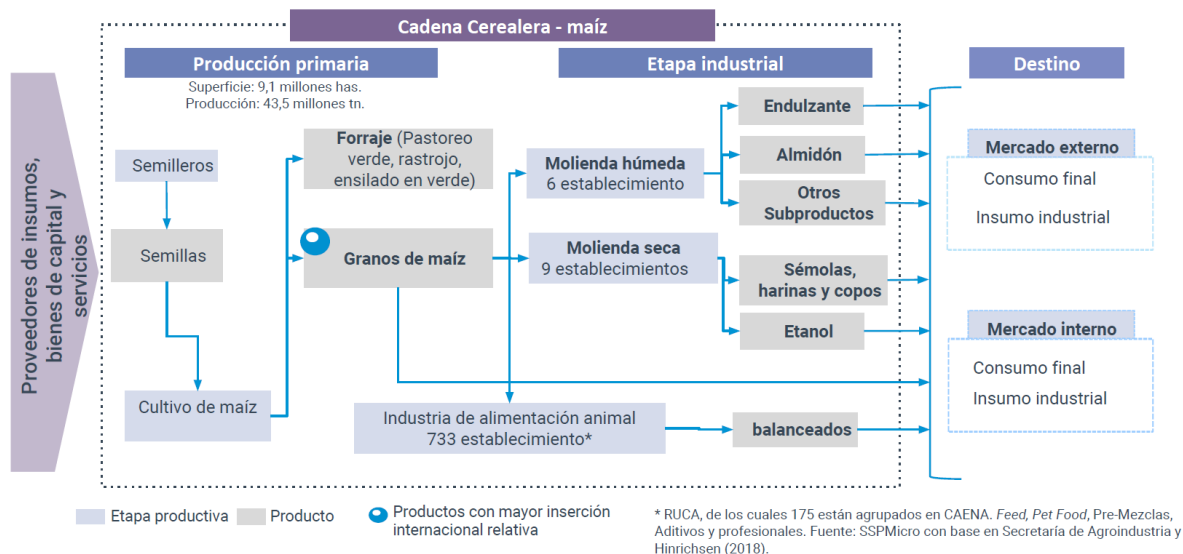 Cadena Cerealera - maíz
Producción primaria
Superficie: 9,1 millones has.
Producción: 43,5 millones tn.
Etapa industrial
Destino
Proveedores de insumos,
bienes de capital y
servicios
Semilleros
Semillas
Cultivo de maíz
Forraje (Pastoreo
verde, rastrojo,
ensilado en verde)
Granos de maíz
Molienda húmeda
6 establecimiento
Molienda seca
9 establecimientos
Industria de alimentación animal
733 establecimiento*
Endulzante
Almidón
Otros
Subproductos
Sémolas,
harinas y copos
Etanol
balanceados
Mercado externo
Consumo final
Insumo industrial
Mercado interno
Consumo final
Insumo industrial
Etapa productiva
Producto
Productos con mayor inserción
internacional relativa
* RUCA, de los cuales 175 están agrupados en CAENA. Feed, Pet Food, Pre-Mezclas,
Aditivos y profesionales. Fuente: SSPMicro con base en Secretaría de Agroindustria y
Hinrichsen (2018).